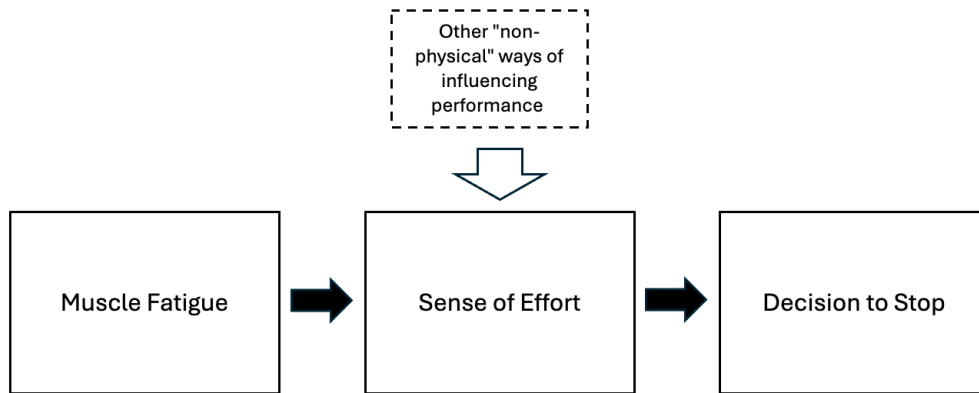 Other "non-
physical" ways of
influencing
performance
Muscle Fatigue
Sense of Effort
Decision to Stop